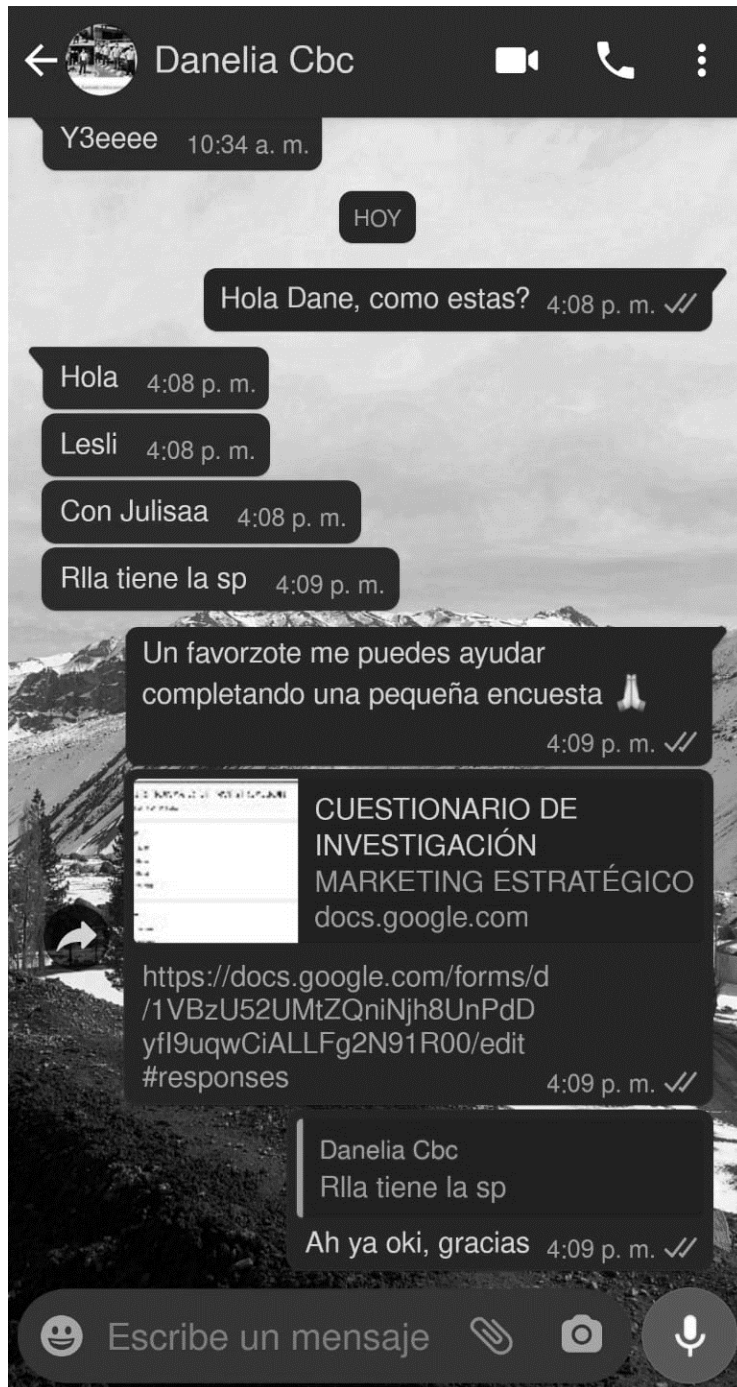 Danelia Cbc
Y3eeee 10:34 a. m.
HOY
Hola Dane, como estas? 4:08 p. m.
Hola 4:08 p. m.
Lesli 4:08 p. m.
Con Julisaa 4:08 p. m.
Rlla tiene la sp 4:09 p. m.
Un favorzote me puedes ayudar
completando una pequeña encuesta 🙏
4:09 p. m.
CUESTIONARIO DE
INVESTIGACIÓN
MARKETING ESTRATÉGICO
docs.google.com
https://docs.google.com/forms/d
/1VBzU52UMtZQniNjh8UnPdD
yfI9uqwCiALLFg2N91R00/edit
#responses 4:09 p. m.
Danelia Cbc
Rlla tiene la sp
Ah ya oki, gracias 4:09 p. m.
Escribe un mensaje